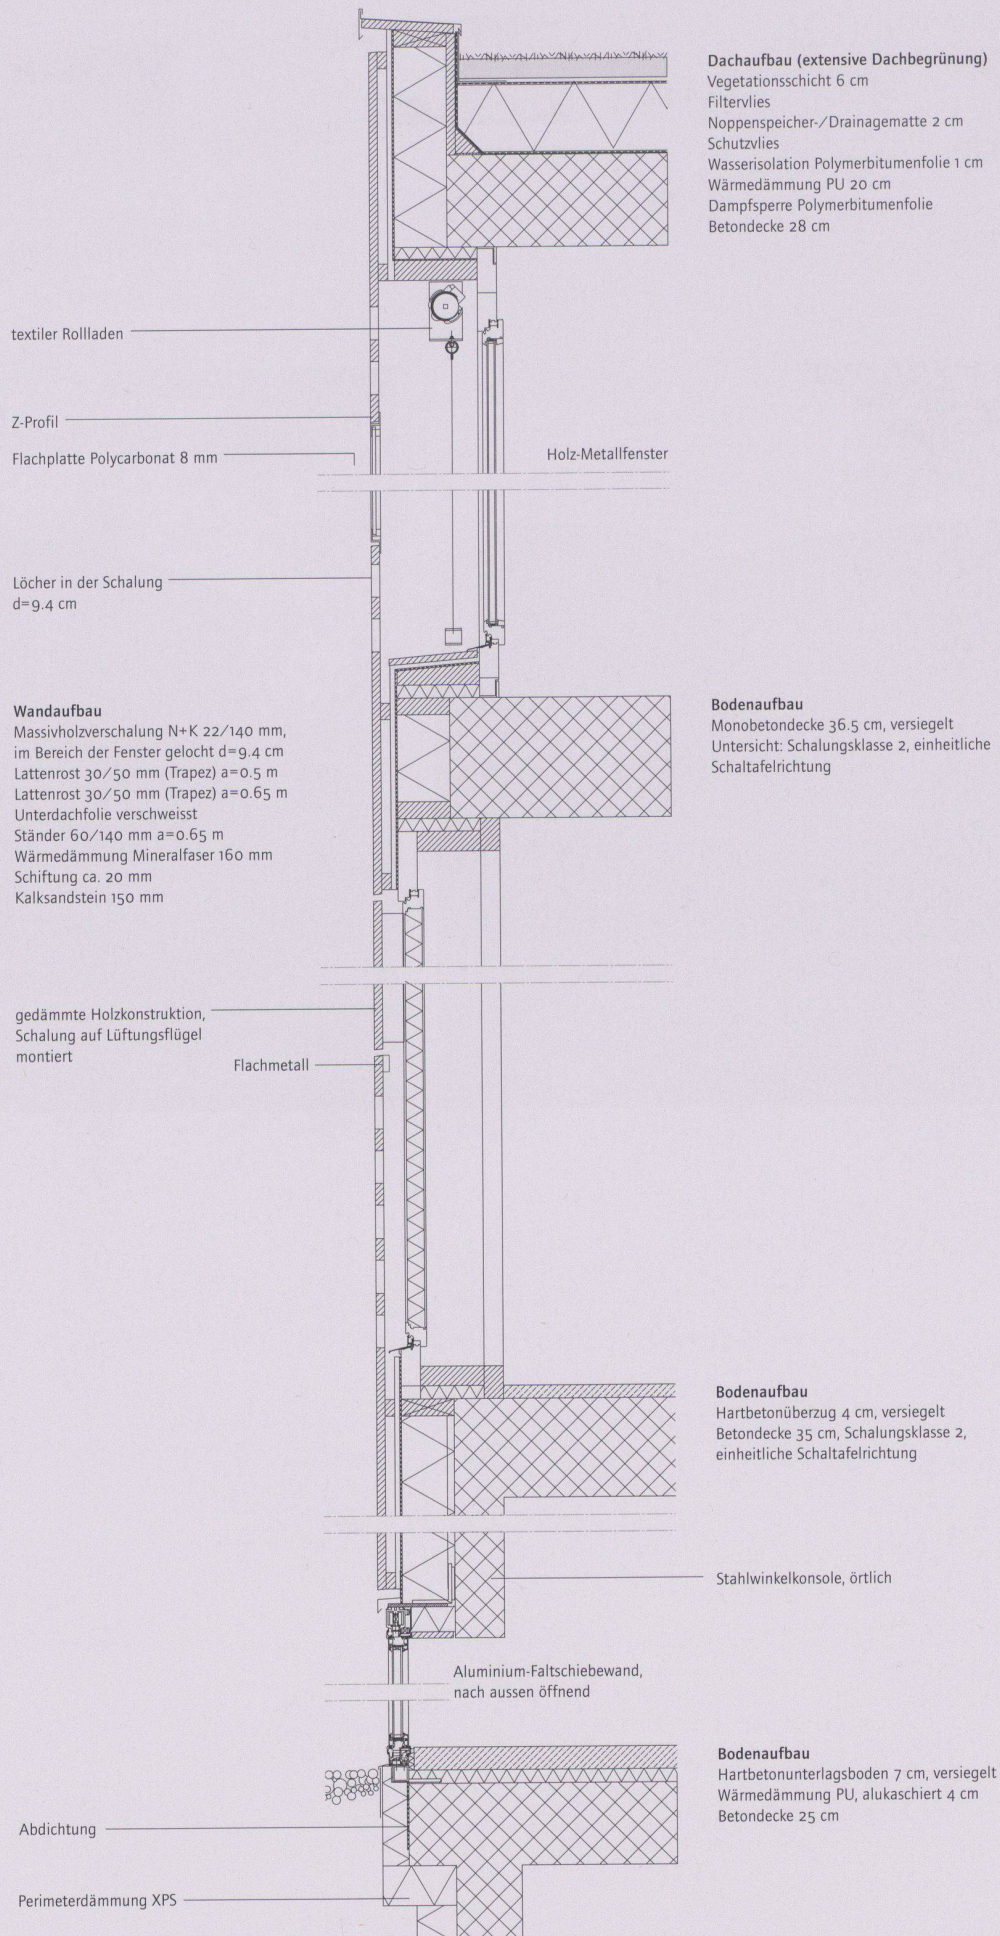 Dachaufbau (extensive Dachbegrünung)
Vegetationsschicht 6 cm
Filtervlies
Noppenspeicher-/Drainagematte 2 cm
Schutzvlies
Wasserisolation Polymerbitumenfolie 1 cm
Wärmedämmung PU 20 cm
Dampfsperre Polymerbitumenfolie
Betondecke 28 cm
textiler Rollladen
Z-Profil
Flachplatte Polycarbonat 8 mm
Holz-Metallfenster
Löcher in der Schalung
d=9.4 cm
Wandaufbau
Massivholzverschalung N+K 22/140 mm,
im Bereich der Fenster gelocht d=9.4 cm
Lattenrost 30/50 mm (Trapez) a=0.5 m
Lattenrost 30/50 mm (Trapez) a=0.65 m
Unterdachfolie verschweisst
Ständer 60/140 mm a=0.65 m
Wärmedämmung Mineralfaser 160 mm
Schiftung ca. 20 mm
Kalksandstein 150 mm
Bodenaufbau
Monobetondecke 36.5 cm, versiegelt
Untersicht: Schalungsklasse 2, einheitliche
Schaltafelrichtung
gedämmte Holzkonstruktion,
Schalung auf Lüftungsflügel
montiert
Flachmetall
Bodenaufbau
Hartbetonüberzug 4 cm, versiegelt
Betondecke 35 cm, Schalungsklasse 2,
einheitliche Schaltafelrichtung
Stahlwinkelkonsole, örtlich
Aluminium-Faltschiebewand,
nach aussen öffnend
Bodenaufbau
Hartbetonunterlagsboden 7 cm, versiegelt
Wärmedämmung PU, alukaschiert 4 cm
Betondecke 25 cm
Abdichtung
Perimeterdämmung XPS